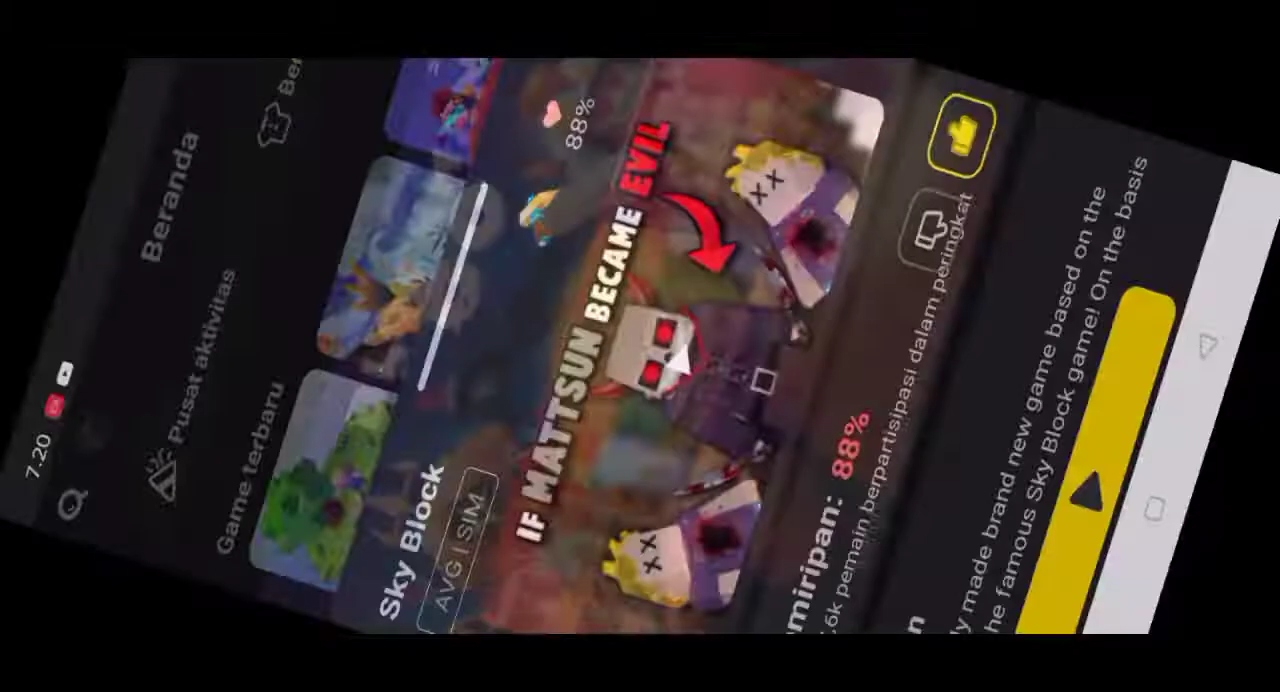 7.20
Beranda
Ber
Pusat aktivitas
Game terbaru
88%
Sky Block
AVG | SIM
IF MATTSUN BECAME EVIL
miripan: 88%
,6k pemain berpartisipasi dalam peringkat
n
ly made brand new game based on the
he famous Sky Block game! On the basis